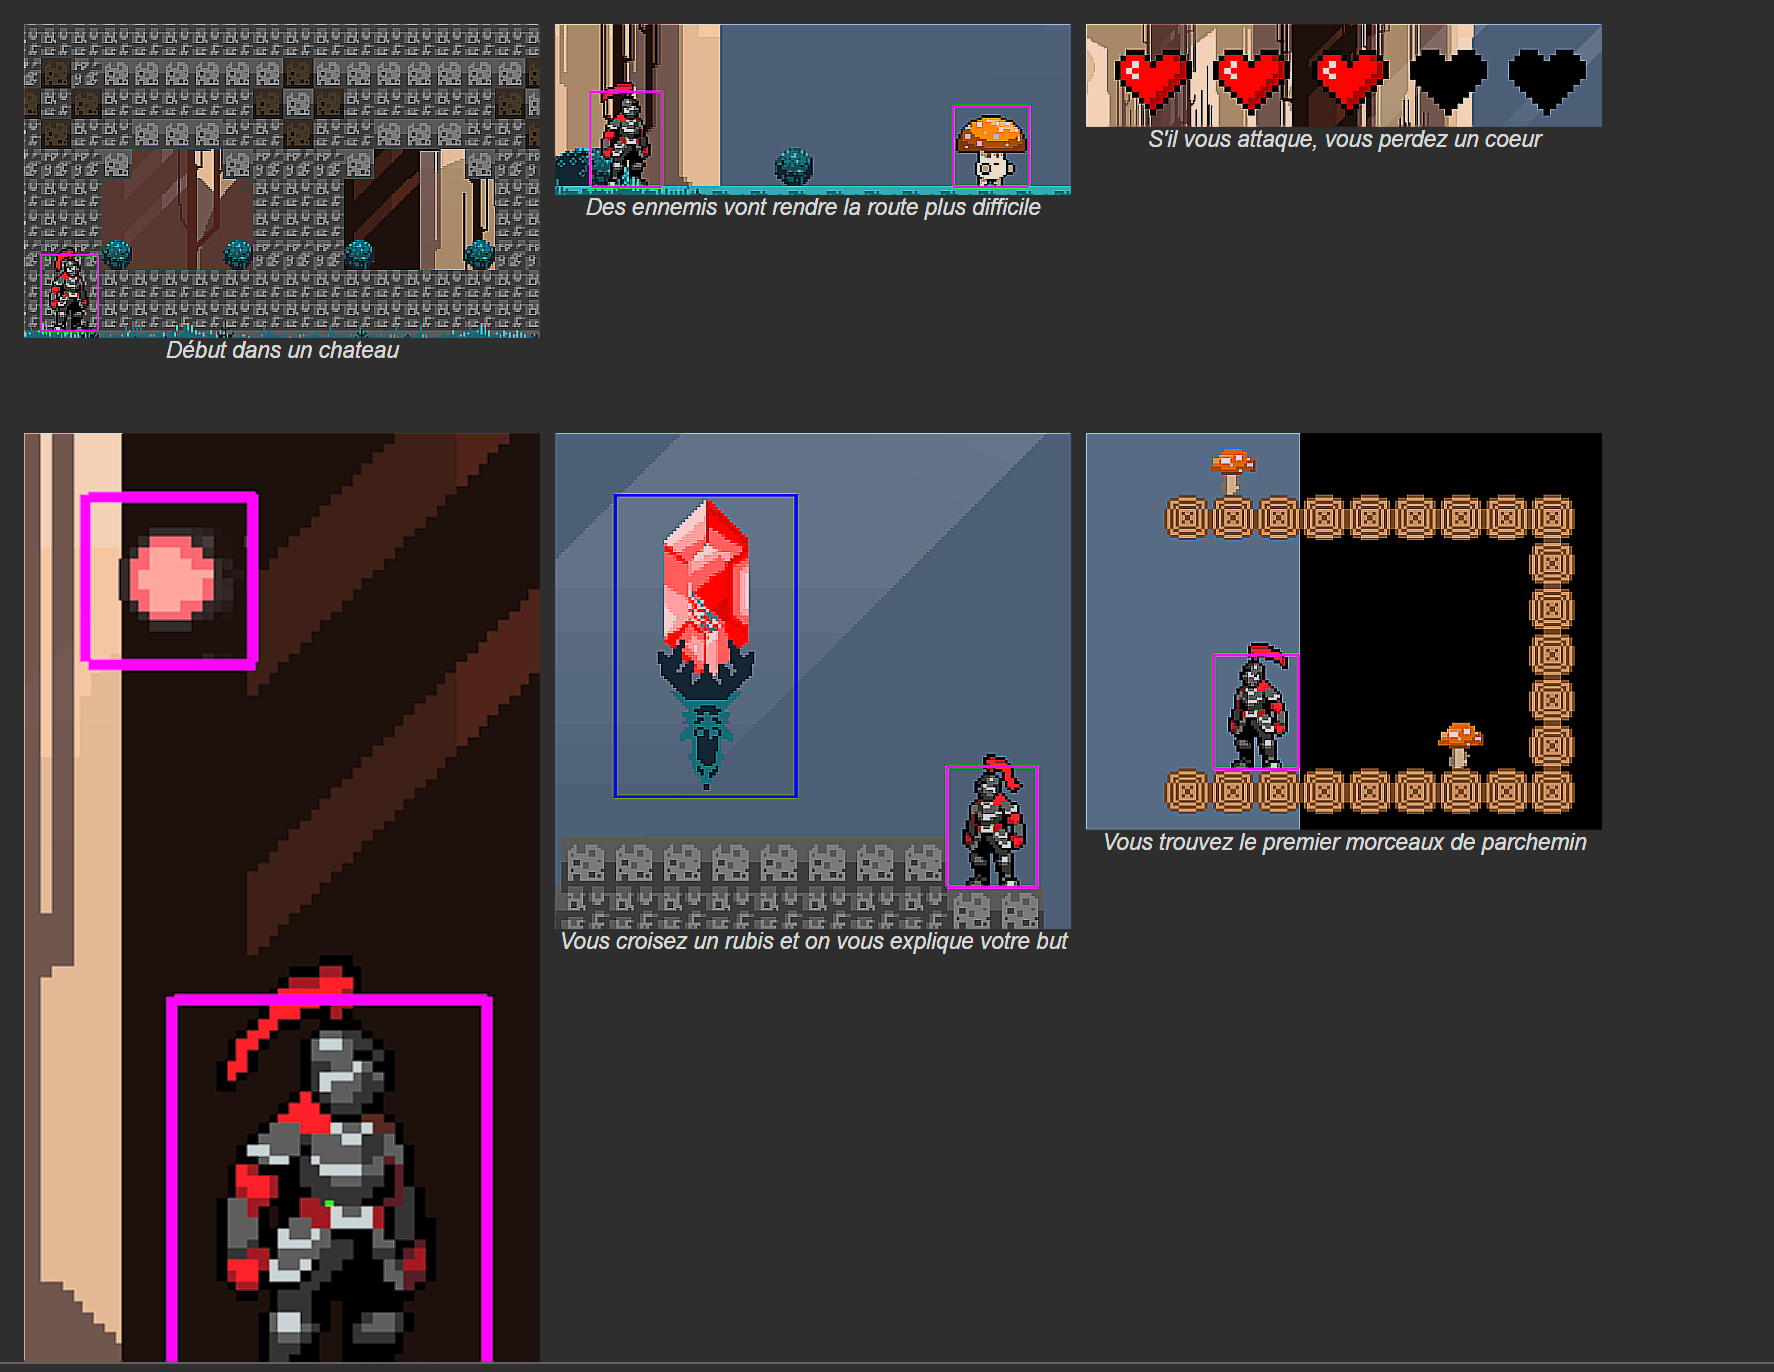 Début dans un chateau
Des ennemis vont rendre la route plus difficile
S'il vous attaque, vous perdez un coeur
Vous croisez un rubis et on vous explique votre but
Vous trouvez le premier morceaux de parchemin